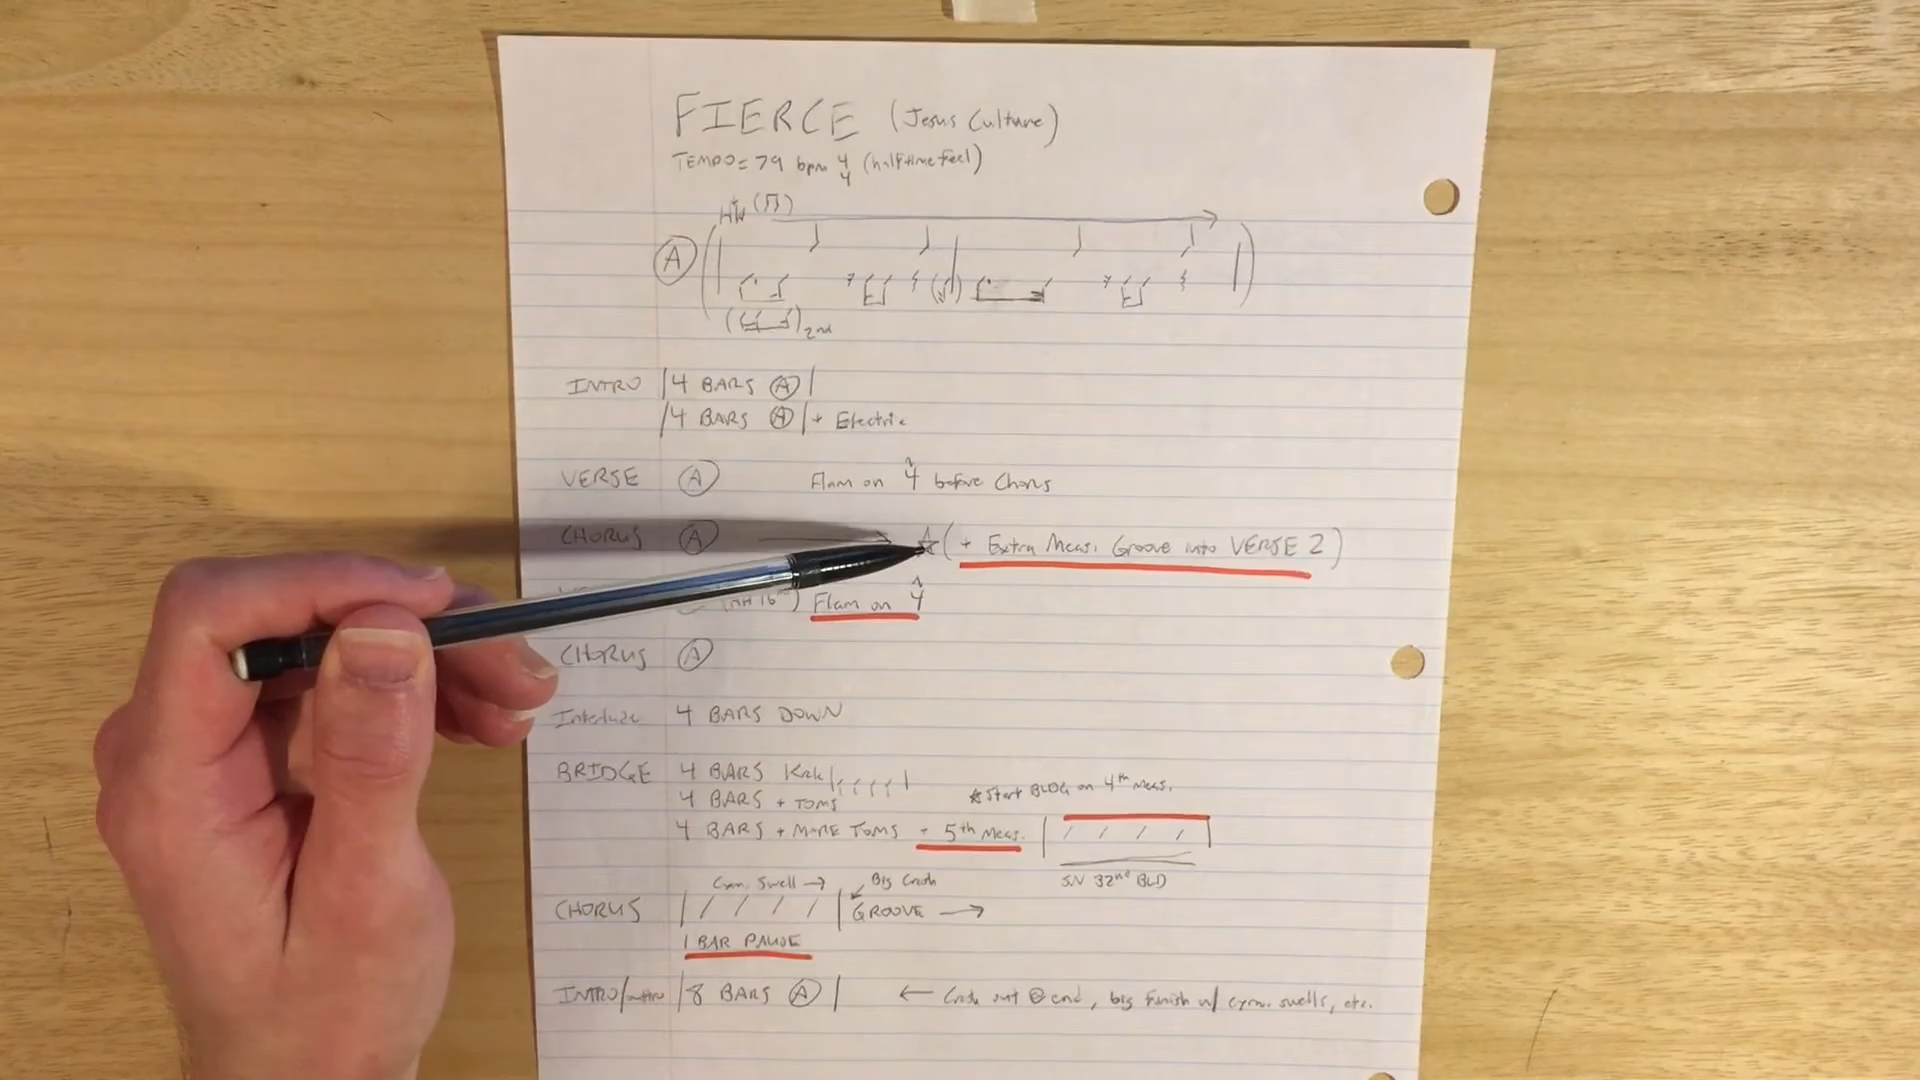 FIERCE (Jesus Culture)
TEMPO= 79 bpm 4/4 (halftime feel)
HH
A
2nd
INTRO |4 BARS A|
|4 BARS A| + Electric
VERSE A Flam on 4 before Chorus
CHORUS A ☆ (+ Extra Meas. Groove into VERSE 2)
Flam on 4
CHORUS A
Interlude 4 BARS DOWN
BRIDGE 4 BARS
4 BARS + TOMS ☆Start BLDG on 4th Meas.
4 BARS + MORE TOMS + 5th Meas. | / / / / |
SN 32nd BLD
Cym. Swell → Big Crash
CHORUS | / / / / | GROOVE →
1 BAR PAUSE
INTRO/outro |8 BARS A| ← Crash out @ end, big finish w/ cym. swells, etc.